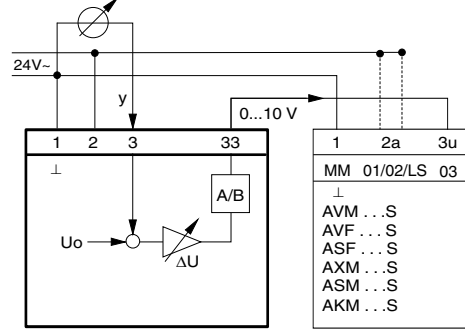 24V~
y
0...10 V
1 2 3 33
1 2a 3u
MM 01/02/LS 03
⊥
A/B
Uo
ΔU
⊥
AVM . . .S
AVF . . .S
ASF . . .S
AXM . . .S
ASM . . .S
AKM . . .S